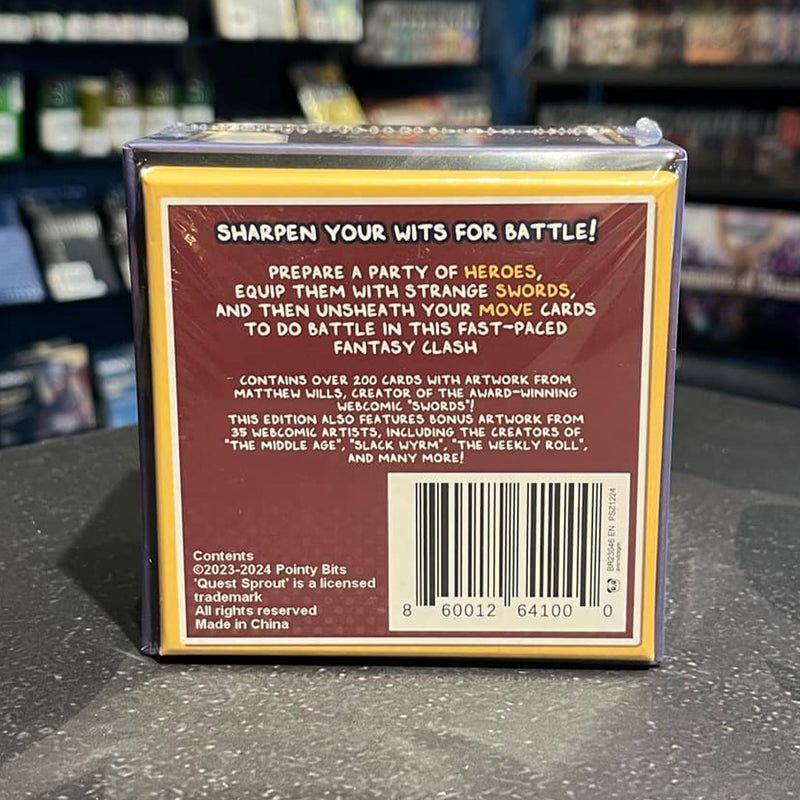 SHARPEN YOUR WITS FOR BATTLE!
PREPARE A PARTY OF HEROES,
EQUIP THEM WITH STRANGE SWORDS,
AND THEN UNSHEATH YOUR MOVE CARDS
TO DO BATTLE IN THIS FAST-PACED
FANTASY CLASH
CONTAINS OVER 200 CARDS WITH ARTWORK FROM
MATTHEW WILLS, CREATOR OF THE AWARD-WINNING
WEBCOMIC "SWORDS"!
THIS EDITION ALSO FEATURES BONUS ARTWORK FROM
35 WEBCOMIC ARTISTS, INCLUDING THE CREATORS OF
"THE MIDDLE AGE", "SLACK WYRM", "THE WEEKLY ROLL",
AND MANY MORE!
Contents
©2023-2024 Pointy Bits
'Quest Sprout' is a licensed
trademark
All rights reserved
Made in China
8 60012 64100 0
BR23046 EN PSZ1224